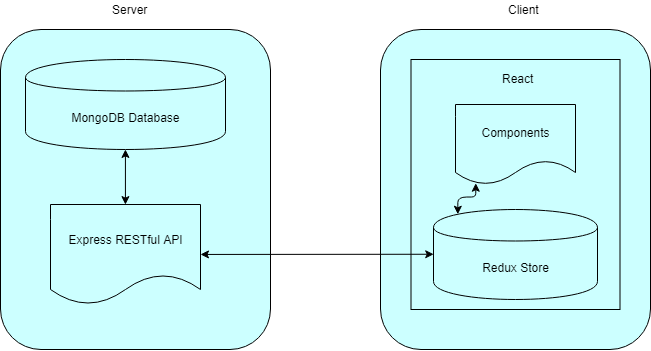 Server
Client
MongoDB Database
React
Components
Express RESTful API
Redux Store